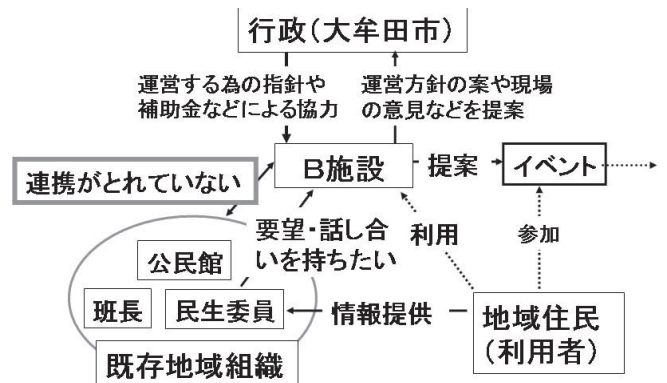 行政(大牟田市)
運営する為の指針や
補助金などによる協力
運営方針の案や現場
の意見などを提案
連携がとれていない
B施設
提案
イベント
要望・話し合
いを持ちたい
利用
参加
公民館
班長
民生委員
情報提供
地域住民
(利用者)
既存地域組織